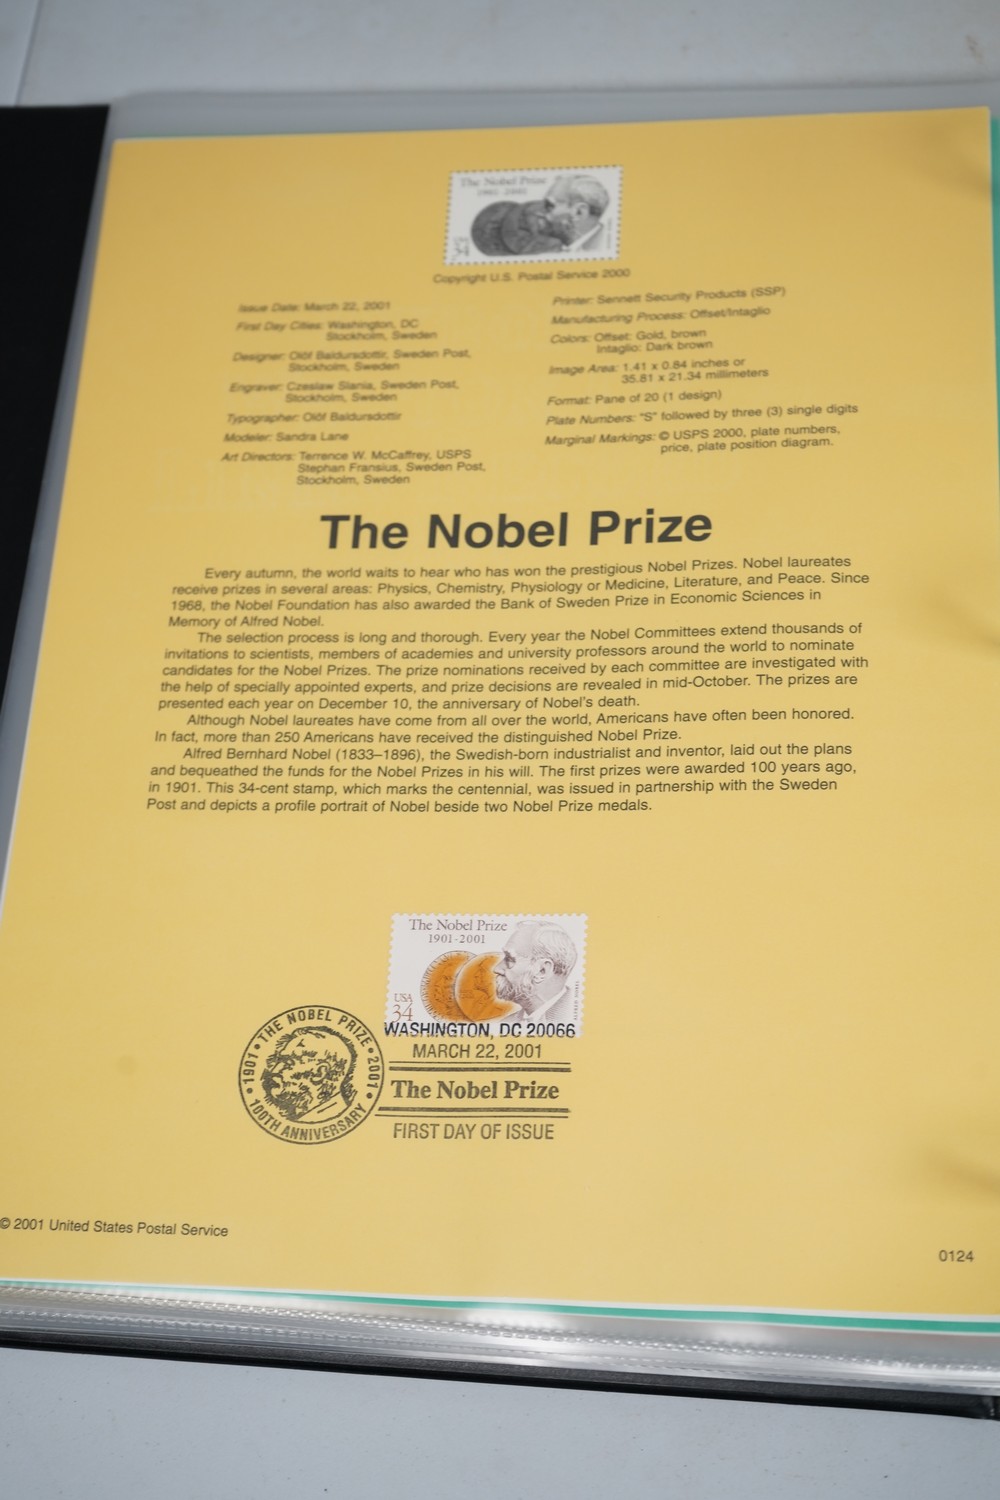 The Nobel Prize
1901-2001
34
Copyright U.S. Postal Service 2000
Issue Date: March 22, 2001
First Day Cities: Washington, DC
Stockholm, Sweden
Designer: Olöf Baldursdottir, Sweden Post,
Stockholm, Sweden
Engraver: Czeslaw Slania, Sweden Post,
Stockholm, Sweden
Typographer: Olöf Baldursdottir
Modeler: Sandra Lane
Art Directors: Terrence W. McCaffrey, USPS
Stephan Fransius, Sweden Post,
Stockholm, Sweden
Printer: Sennett Security Products (SSP)
Manufacturing Process: Offset/Intaglio
Colors: Offset: Gold, brown
Intaglio: Dark brown
Image Area: 1.41 x 0.84 inches or
35.81 x 21.34 millimeters
Format: Pane of 20 (1 design)
Plate Numbers: "S" followed by three (3) single digits
Marginal Markings: © USPS 2000, plate numbers,
price, plate position diagram.
The Nobel Prize
Every autumn, the world waits to hear who has won the prestigious Nobel Prizes. Nobel laureates
receive prizes in several areas: Physics, Chemistry, Physiology or Medicine, Literature, and Peace. Since
1968, the Nobel Foundation has also awarded the Bank of Sweden Prize in Economic Sciences in
Memory of Alfred Nobel.
The selection process is long and thorough. Every year the Nobel Committees extend thousands of
invitations to scientists, members of academies and university professors around the world to nominate
candidates for the Nobel Prizes. The prize nominations received by each committee are investigated with
the help of specially appointed experts, and prize decisions are revealed in mid-October. The prizes are
presented each year on December 10, the anniversary of Nobel's death.
Although Nobel laureates have come from all over the world, Americans have often been honored.
In fact, more than 250 Americans have received the distinguished Nobel Prize.
Alfred Bernhard Nobel (1833–1896), the Swedish-born industrialist and inventor, laid out the plans
and bequeathed the funds for the Nobel Prizes in his will. The first prizes were awarded 100 years ago,
in 1901. This 34-cent stamp, which marks the centennial, was issued in partnership with the Sweden
Post and depicts a profile portrait of Nobel beside two Nobel Prize medals.
The Nobel Prize
1901-2001
USA
34
WASHINGTON, DC 20066
MARCH 22, 2001
The Nobel Prize
FIRST DAY OF ISSUE
1901 • THE NOBEL PRIZE • 2001 •
100TH ANNIVERSARY
© 2001 United States Postal Service
0124